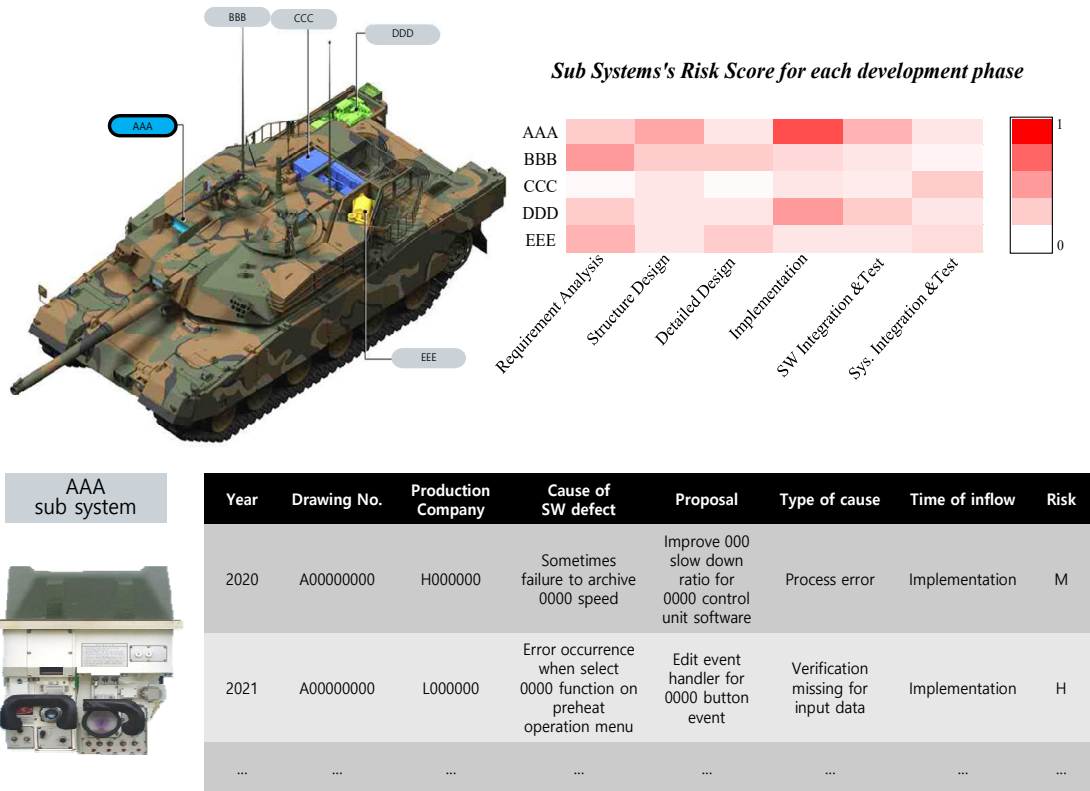 BBB
CCC
DDD
AAA
EEE
Sub Systems's Risk Score for each development phase
AAA
BBB
CCC
DDD
EEE
1
0
Requirement Analysis
Structure Design
Detailed Design
Implementation
SW Integration &Test
Sys. Integration &Test
AAA
sub system
Year
Drawing No.
Production
Company
Cause of
SW defect
Proposal
Type of cause
Time of inflow
Risk
2020
A00000000
H000000
Sometimes
failure to archive
0000 speed
Improve 000
slow down
ratio for
0000 control
unit software
Process error
Implementation
M
2021
A00000000
L000000
Error occurrence
when select
0000 function on
preheat
operation menu
Edit event
handler for
0000 button
event
Verification
missing for
input data
Implementation
H
...
...
...
...
...
...
...
...